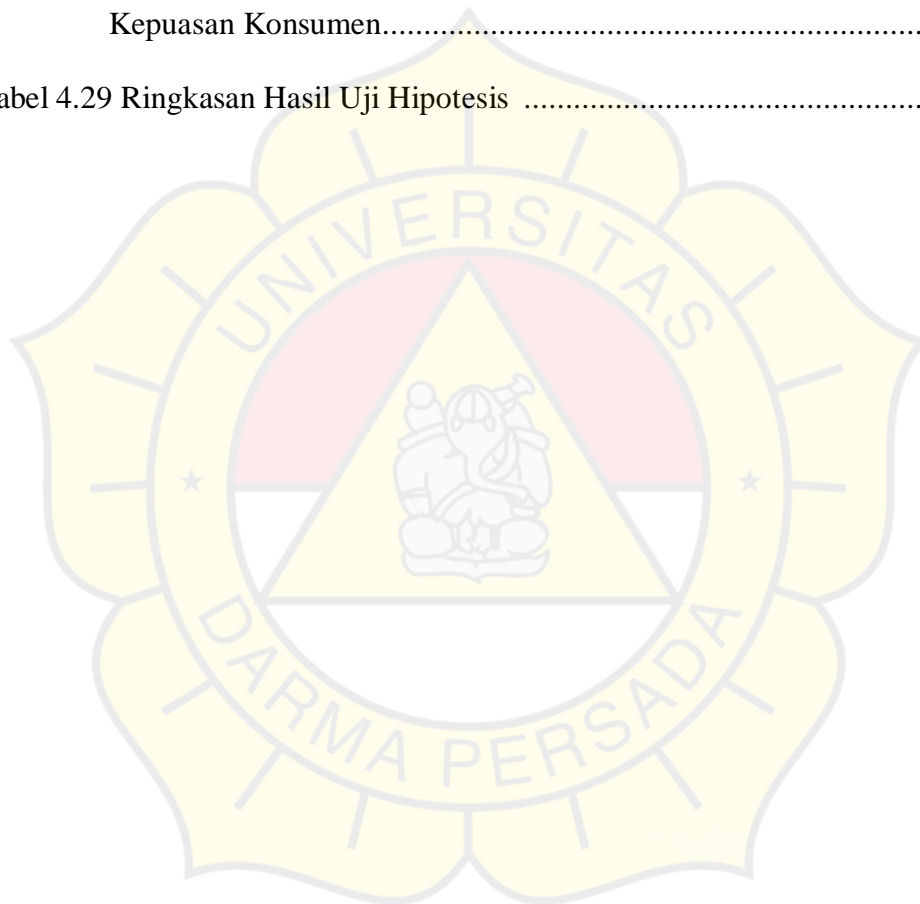 Kepuasan Konsumen..................................................................
abel 4.29 Ringkasan Hasil Uji Hipotesis .................................................
UNIVERSITAS
DARMA PERSADA